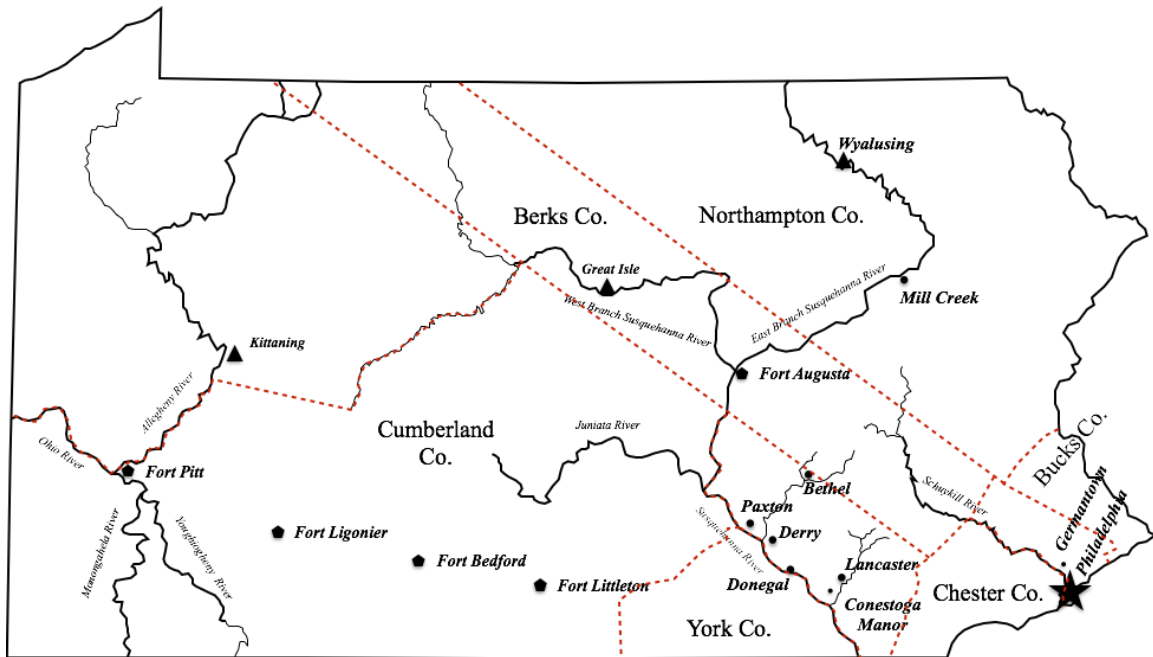 Wyalusing
Berks Co.
Northampton Co.
Great Isle
West Branch Susquehanna River
East Branch Susquehanna River
Mill Creek
Kittaning
Allegheny River
Fort Augusta
Ohio River
Fort Pitt
Cumberland
Co.
Juniata River
Bucks Co.
Bethel
Schuykill River
Germantown
Philadelphia
Paxton
Derry
Susquehanna River
Monongahela River
Youghiogheny River
Fort Ligonier
Fort Bedford
Fort Littleton
Donegal
Lancaster
Chester Co.
Conestoga
Manor
York Co.